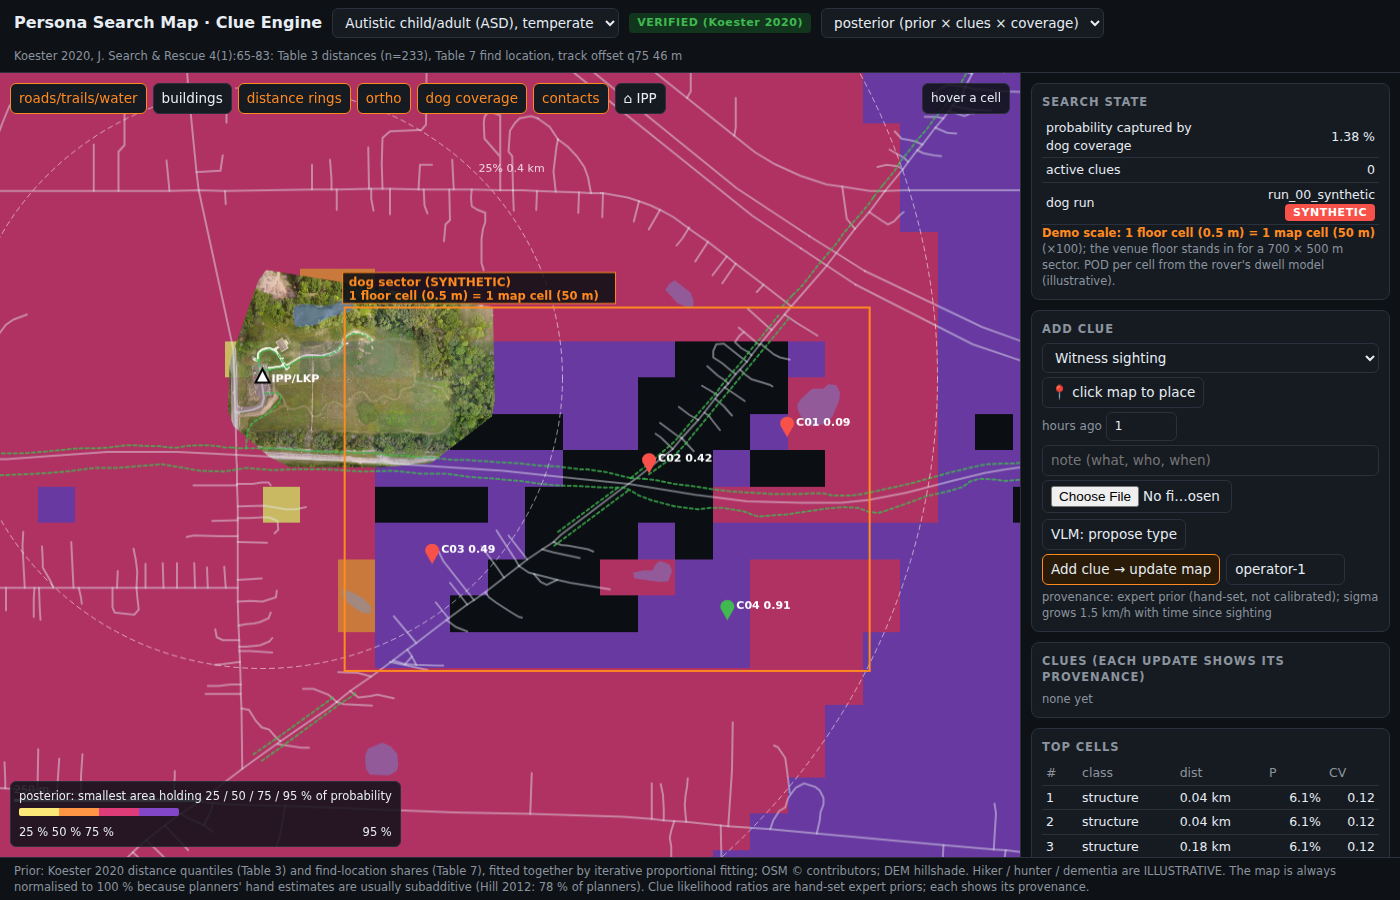 Persona Search Map · Clue Engine
Autistic child/adult (ASD), temperate
VERIFIED (Koester 2020)
posterior (prior × clues × coverage)
Koester 2020, J. Search & Rescue 4(1):65-83: Table 3 distances (n=233), Table 7 find location, track offset q75 46 m
roads/trails/water
buildings
distance rings
ortho
dog coverage
contacts
⌂ IPP
hover a cell
25% 0.4 km
dog sector (SYNTHETIC)
1 floor cell (0.5 m) = 1 map cell (50 m)
IPP/LKP
C01 0.09
C02 0.42
C03 0.49
C04 0.91
posterior: smallest area holding 25 / 50 / 75 / 95 % of probability
25 % 50 % 75 %
95 %
SEARCH STATE
probability captured by
dog coverage
1.38 %
active clues
0
dog run
run_00_synthetic
SYNTHETIC
Demo scale: 1 floor cell (0.5 m) = 1 map cell (50 m)
(×100); the venue floor stands in for a 700 × 500 m
sector. POD per cell from the rover's dwell model
(illustrative).
ADD CLUE
Witness sighting
📍 click map to place
hours ago
1
note (what, who, when)
Choose File No fi...osen
VLM: propose type
Add clue → update map
operator-1
provenance: expert prior (hand-set, not calibrated); sigma
grows 1.5 km/h with time since sighting
CLUES (EACH UPDATE SHOWS ITS
PROVENANCE)
none yet
TOP CELLS
# class dist P CV
1 structure 0.04 km 6.1% 0.12
2 structure 0.04 km 6.1% 0.12
3 structure 0.18 km 6.1% 0.12
Prior: Koester 2020 distance quantiles (Table 3) and find-location shares (Table 7), fitted together by iterative proportional fitting; OSM © contributors; DEM hillshade. Hiker / hunter / dementia are ILLUSTRATIVE. The map is always
normalised to 100 % because planners' hand estimates are usually subadditive (Hill 2012: 78 % of planners). Clue likelihood ratios are hand-set expert priors; each shows its provenance.